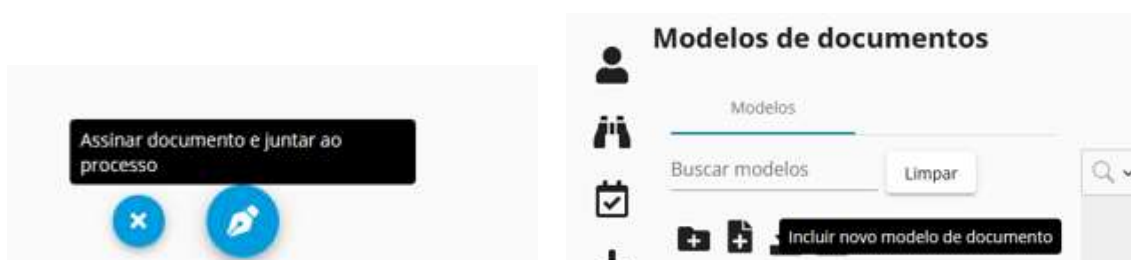 Assinar documento e juntar ao
processo
Modelos de documentos
Modelos
Buscar modelos
Limpar
Incluir novo modelo de documento